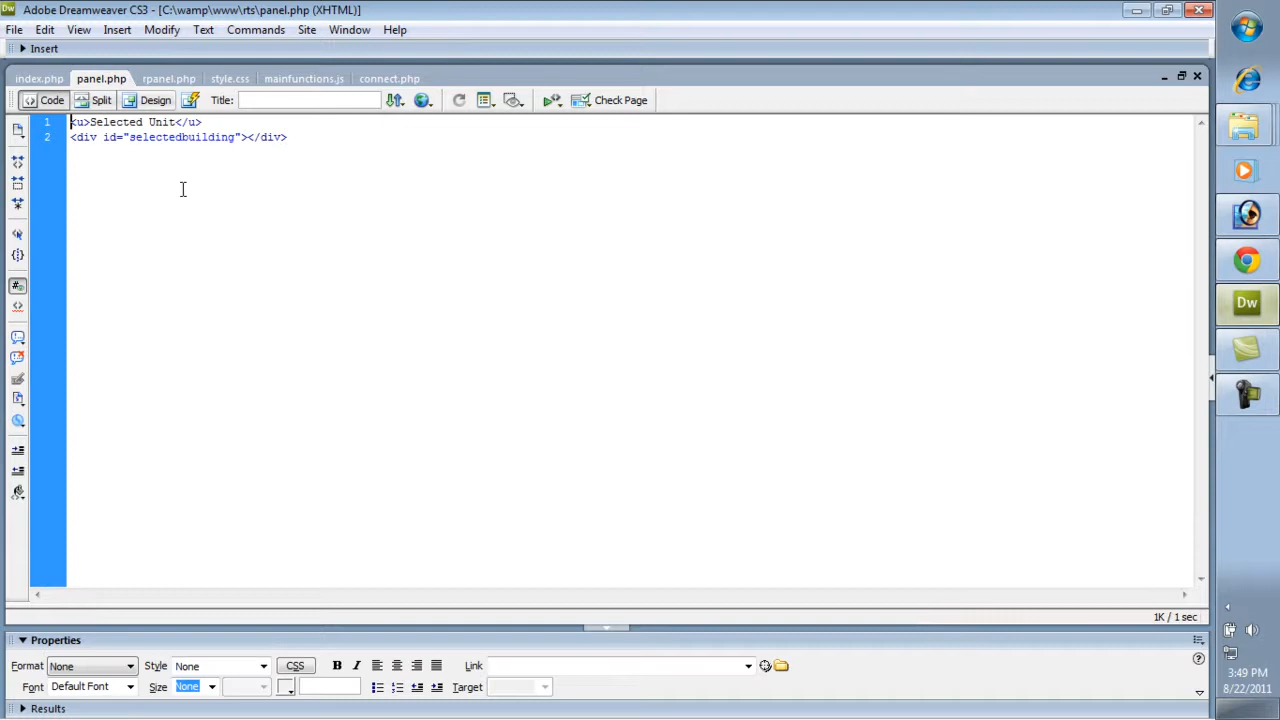 Dw Adobe Dreamweaver CS3 - [C:\wamp\www\rts\panel.php (XHTML)]
File Edit View Insert Modify Text Commands Site Window Help
Insert
index.php panel.php rpanel.php style.css mainfunctions.js connect.php
Code Split Design Title: Check Page
1 <u>Selected Unit</u>
2 <div id="selectedbuilding"></div>
Dw
1K / 1 sec
Properties
Format None Style None CSS B I Link
Font Default Font Size None Target
Results
3:49 PM
8/22/2011